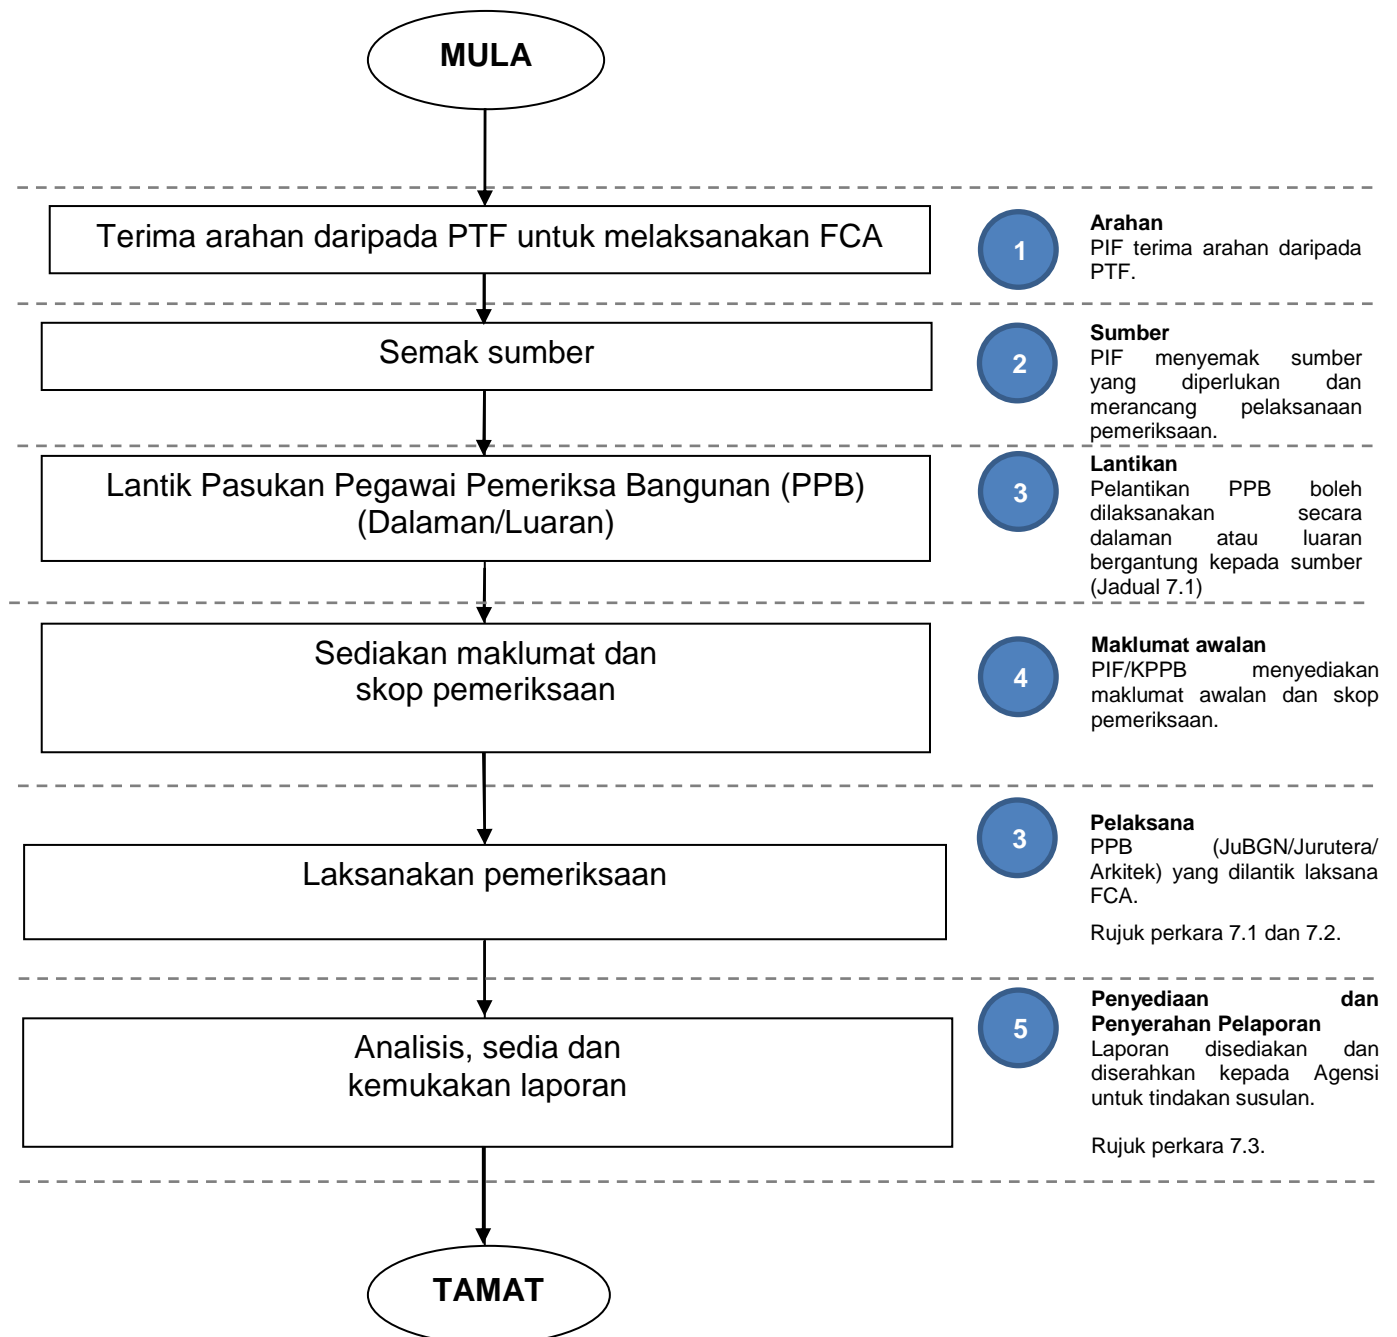 MULA
Terima arahan daripada PTF untuk melaksanakan FCA
1
Arahan
PIF terima arahan daripada
PTF.
Semak sumber
2
Sumber
PIF menyemak sumber
yang diperlukan dan
merancang pelaksanaan
pemeriksaan.
Lantik Pasukan Pegawai Pemeriksa Bangunan (PPB)
(Dalaman/Luaran)
3
Lantikan
Pelantikan PPB boleh
dilaksanakan secara
dalaman atau luaran
bergantung kepada sumber
(Jadual 7.1)
Sediakan maklumat dan
skop pemeriksaan
4
Maklumat awalan
PIF/KPPB menyediakan
maklumat awalan dan skop
pemeriksaan.
Laksanakan pemeriksaan
3
Pelaksana
PPB (JuBGN/Jurutera/
Arkitek) yang dilantik laksana
FCA.
Rujuk perkara 7.1 dan 7.2.
Analisis, sedia dan
kemukakan laporan
5
Penyediaan dan
Penyerahan Pelaporan
Laporan disediakan dan
diserahkan kepada Agensi
untuk tindakan susulan.
Rujuk perkara 7.3.
TAMAT